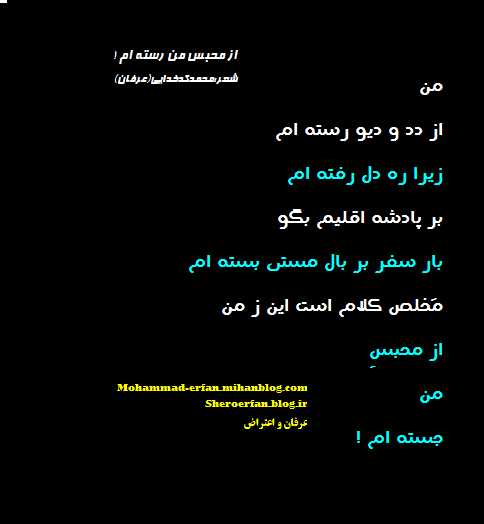 از محبس من رسته ام !
شعر:محمدکدخدایی(عرفان)
من
از دد و دیو رسته ام
زیرا ره دل رفته ام
بر پادشه اقلیم بگو
بار سفر بر بال مستی بسته ام
مَخلص کلام است این ز من
از محبسِ
من
جسته ام !
Mohammad-erfan.mihanblog.com
Sheroerfan.blog.ir
عرفان و اعتراض